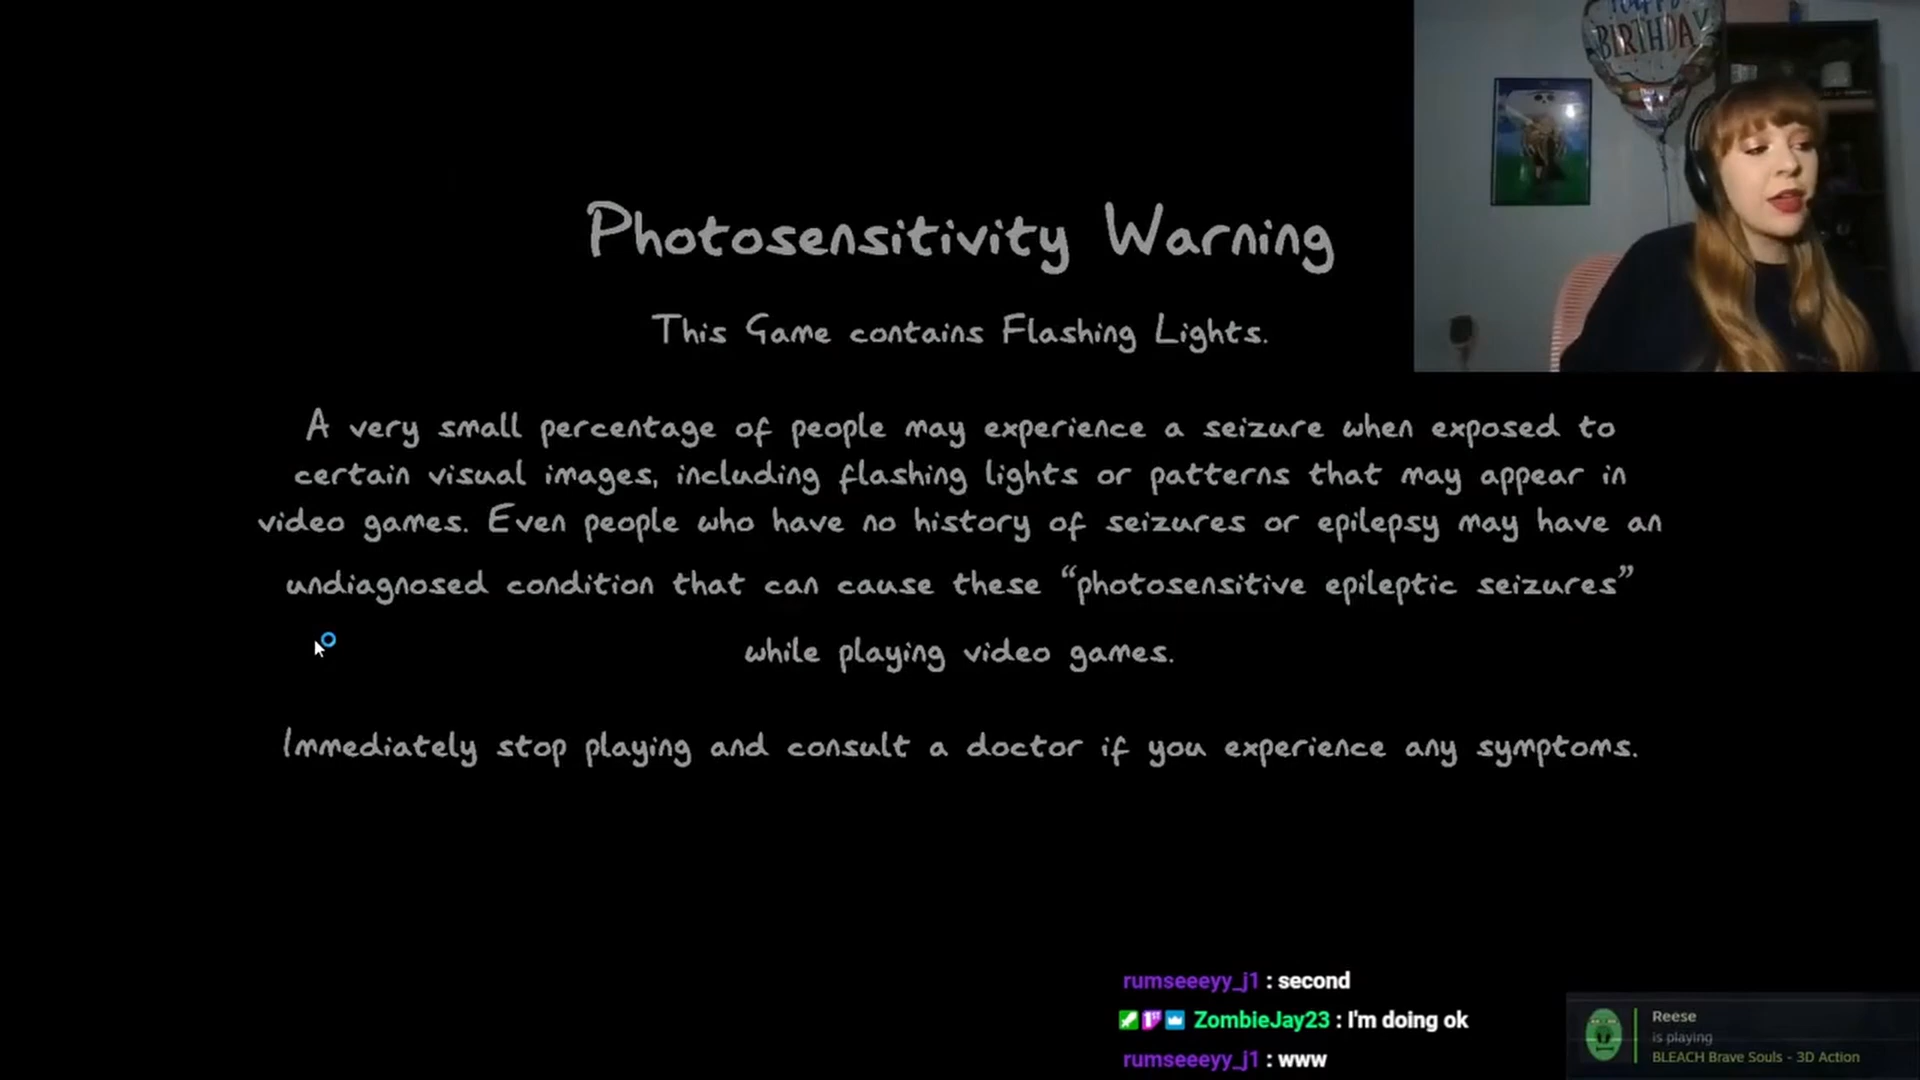 HAPPY
BIRTHDAY
Photosensitivity Warning
This Game contains Flashing Lights.
A very small percentage of people may experience a seizure when exposed to
certain visual images, including flashing lights or patterns that may appear in
video games. Even people who have no history of seizures or epilepsy may have an
undiagnosed condition that can cause these “photosensitive epileptic seizures”
while playing video games.
Immediately stop playing and consult a doctor if you experience any symptoms.
rumseeeyy_j1 : second
ZombieJay23 : I'm doing ok
rumseeeyy_j1 : www
Reese
is playing
BLEACH Brave Souls - 3D Action